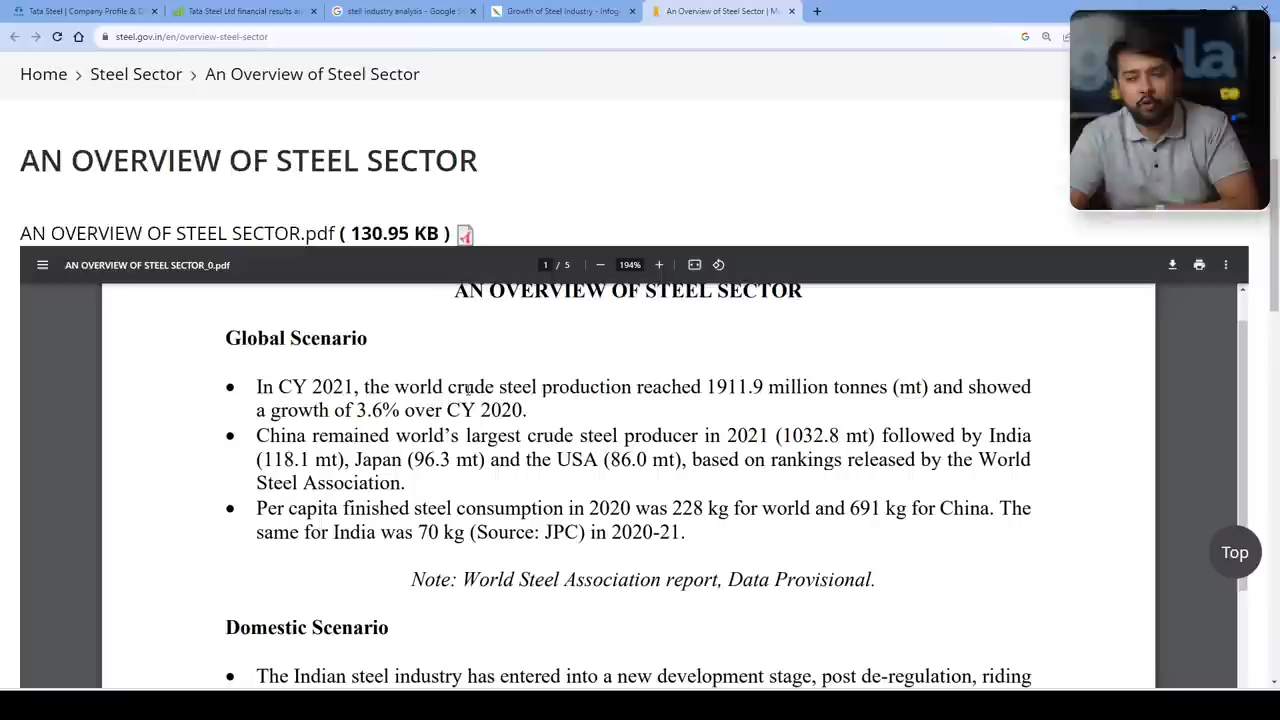 Tata Steel | Company Profile & D
Tata Steel Ltd financial results an
stell industry analysis - Google S
Growth of Steel Industry - Infog
An Overview of Steel Sector | M
steel.gov.in/en/overview-steel-sector
Home > Steel Sector > An Overview of Steel Sector
AN OVERVIEW OF STEEL SECTOR
AN OVERVIEW OF STEEL SECTOR.pdf ( 130.95 KB )
AN OVERVIEW OF STEEL SECTOR_0.pdf
1 / 5
194%
AN OVERVIEW OF STEEL SECTOR
Global Scenario
• In CY 2021, the world crude steel production reached 1911.9 million tonnes (mt) and showed
a growth of 3.6% over CY 2020.
• China remained world's largest crude steel producer in 2021 (1032.8 mt) followed by India
(118.1 mt), Japan (96.3 mt) and the USA (86.0 mt), based on rankings released by the World
Steel Association.
• Per capita finished steel consumption in 2020 was 228 kg for world and 691 kg for China. The
same for India was 70 kg (Source: JPC) in 2020-21.
Note: World Steel Association report, Data Provisional.
Top
Domestic Scenario
• The Indian steel industry has entered into a new development stage, post de-regulation, riding